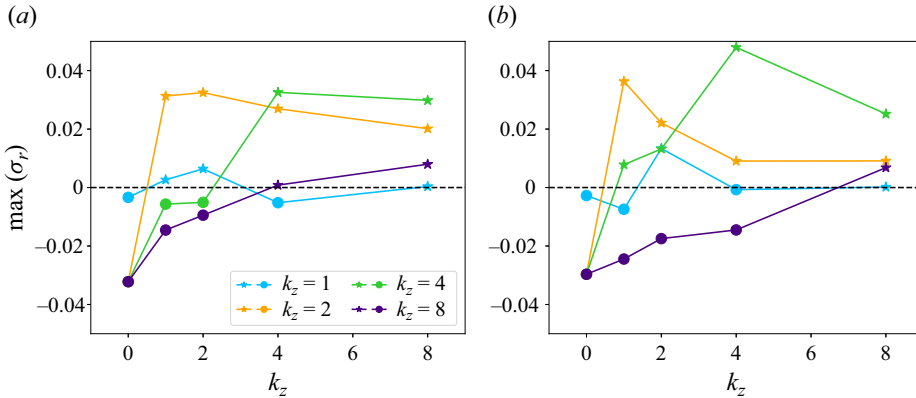 (a)
(b)
max (σr)
0.04
0.02
0
−0.02
−0.04
0 2 4 6 8
kz
kz = 1
kz = 2
kz = 4
kz = 8
0.04
0.02
0
−0.02
−0.04
0 2 4 6 8
kz